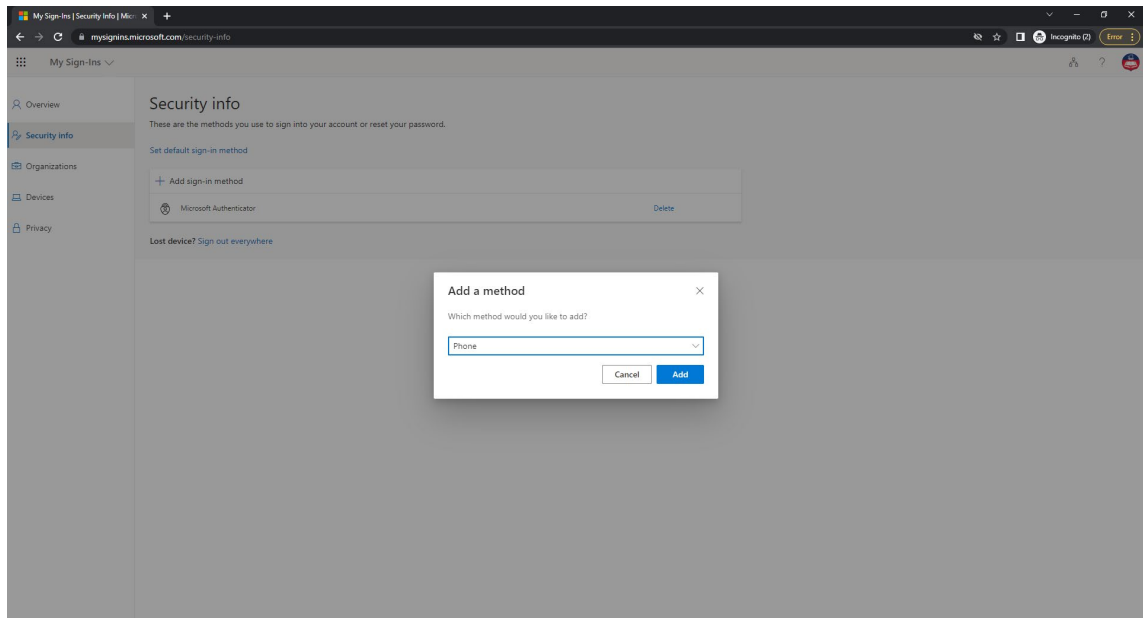 My Sign-Ins | Security Info | Micr
mysignins.microsoft.com/security-info
Incognito (2)
Error
My Sign-Ins
?
Overview
Security info
Organizations
Devices
Privacy
Security info
These are the methods you use to sign into your account or reset your password.
Set default sign-in method
+ Add sign-in method
Microsoft Authenticator
Delete
Lost device? Sign out everywhere
Add a method
Which method would you like to add?
Phone
Cancel
Add